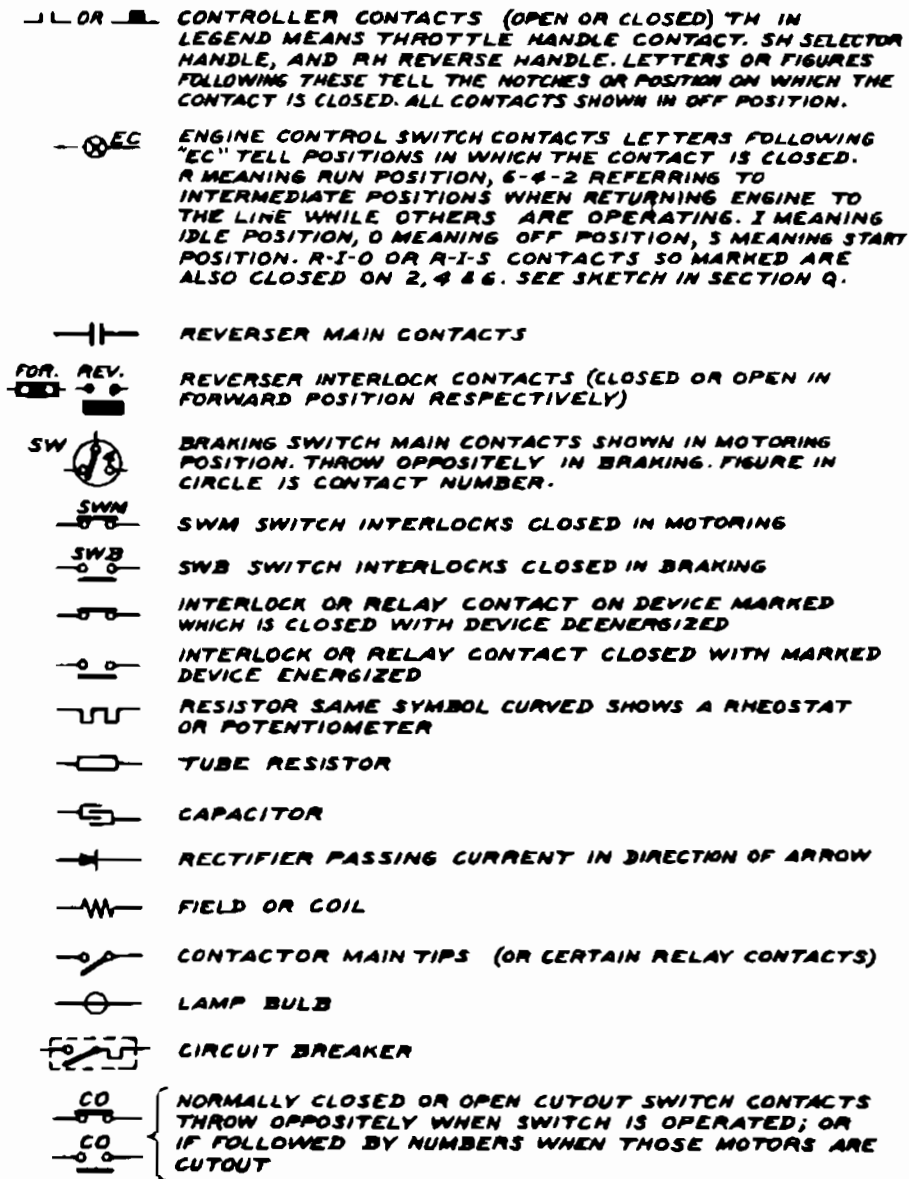 OR CONTROLLER CONTACTS (OPEN OR CLOSED) TH IN
LEGEND MEANS THROTTLE HANDLE CONTACT. SH SELECTOR
HANDLE, AND RH REVERSE HANDLE. LETTERS OR FIGURES
FOLLOWING THESE TELL THE NOTCHES OR POSITION ON WHICH THE
CONTACT IS CLOSED. ALL CONTACTS SHOWN IN OFF POSITION.
EC ENGINE CONTROL SWITCH CONTACTS LETTERS FOLLOWING
"EC" TELL POSITIONS IN WHICH THE CONTACT IS CLOSED.
R MEANING RUN POSITION, 6-4-2 REFERRING TO
INTERMEDIATE POSITIONS WHEN RETURNING ENGINE TO
THE LINE WHILE OTHERS ARE OPERATING. I MEANING
IDLE POSITION, O MEANING OFF POSITION, S MEANING START
POSITION. R-I-O OR R-I-S CONTACTS SO MARKED ARE
ALSO CLOSED ON 2, 4 & 6. SEE SKETCH IN SECTION Q.
REVERSER MAIN CONTACTS
FOR. REV.
REVERSER INTERLOCK CONTACTS (CLOSED OR OPEN IN
FORWARD POSITION RESPECTIVELY)
SW BRAKING SWITCH MAIN CONTACTS SHOWN IN MOTORING
POSITION. THROW OPPOSITELY IN BRAKING. FIGURE IN
CIRCLE IS CONTACT NUMBER.
SWM
SWM SWITCH INTERLOCKS CLOSED IN MOTORING
SWB
SWB SWITCH INTERLOCKS CLOSED IN BRAKING
INTERLOCK OR RELAY CONTACT ON DEVICE MARKED
WHICH IS CLOSED WITH DEVICE DEENERGIZED
INTERLOCK OR RELAY CONTACT CLOSED WITH MARKED
DEVICE ENERGIZED
RESISTOR SAME SYMBOL CURVED SHOWS A RHEOSTAT
OR POTENTIOMETER
TUBE RESISTOR
CAPACITOR
RECTIFIER PASSING CURRENT IN DIRECTION OF ARROW
FIELD OR COIL
CONTACTOR MAIN TIPS (OR CERTAIN RELAY CONTACTS)
LAMP BULB
CIRCUIT BREAKER
CO NORMALLY CLOSED OR OPEN CUTOUT SWITCH CONTACTS
THROW OPPOSITELY WHEN SWITCH IS OPERATED; OR
CO IF FOLLOWED BY NUMBERS WHEN THOSE MOTORS ARE
CUTOUT